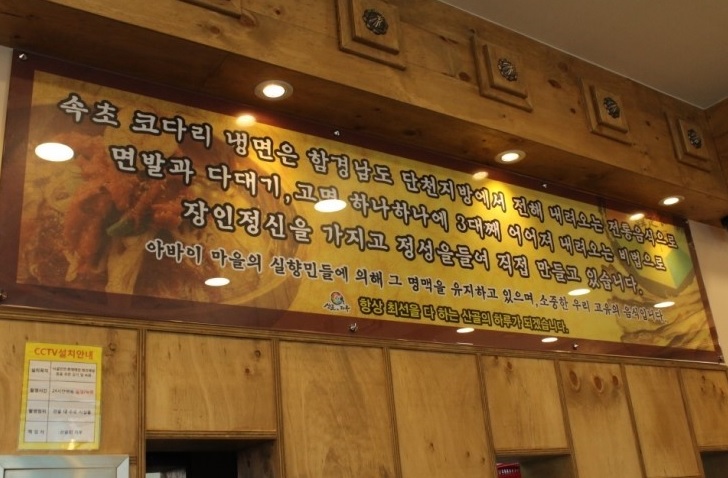 속초 코다리 냉면은 함경남도 단천지방에서 전해 내려오는 전통음식으로
면발과 다대기,고명 하나하나에 3대째 이어져 내려오는 비법으로
장인정신을 가지고 정성을들여 직접 만들고 있습니다.
아바이 마을의 실향민들에 의해 그 명맥을 유지하고 있으며,소중한 우리 고유의 음식입니다.
항상 최선을 다 하는 산골의 하루가 되겠습니다.
CCTV설치안내